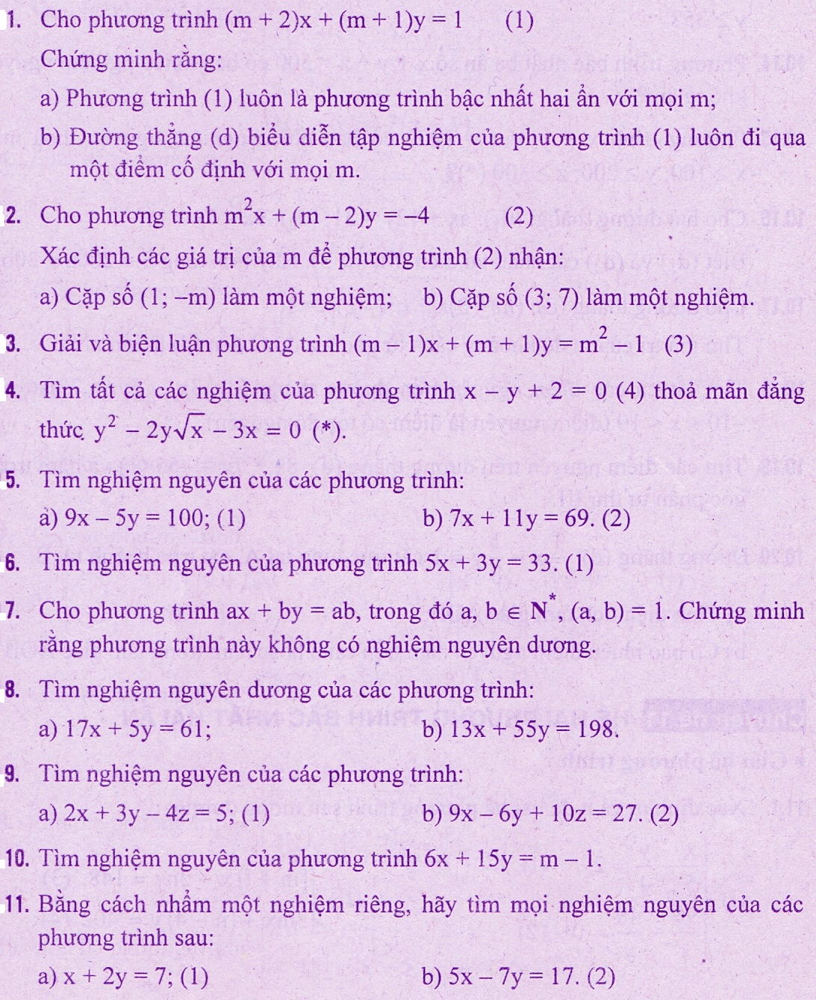 1. Cho phương trình (m + 2)x + (m + 1)y = 1 (1)
Chứng minh rằng:
a) Phương trình (1) luôn là phương trình bậc nhất hai ẩn với mọi m;
b) Đường thẳng (d) biểu diễn tập nghiệm của phương trình (1) luôn đi qua
một điểm cố định với mọi m.
2. Cho phương trình m²x + (m – 2)y = –4 (2)
Xác định các giá trị của m để phương trình (2) nhận:
a) Cặp số (1; –m) làm một nghiệm; b) Cặp số (3; 7) làm một nghiệm.
3. Giải và biện luận phương trình (m – 1)x + (m + 1)y = m² – 1 (3)
4. Tìm tất cả các nghiệm của phương trình x – y + 2 = 0 (4) thoả mãn đẳng
thức y² – 2y√x – 3x = 0 (*).
5. Tìm nghiệm nguyên của các phương trình:
a) 9x – 5y = 100; (1) b) 7x + 11y = 69. (2)
6. Tìm nghiệm nguyên của phương trình 5x + 3y = 33. (1)
7. Cho phương trình ax + by = ab, trong đó a, b ∈ N*, (a, b) = 1. Chứng minh
rằng phương trình này không có nghiệm nguyên dương.
8. Tìm nghiệm nguyên dương của các phương trình:
a) 17x + 5y = 61; b) 13x + 55y = 198.
9. Tìm nghiệm nguyên của các phương trình:
a) 2x + 3y – 4z = 5; (1) b) 9x – 6y + 10z = 27. (2)
10. Tìm nghiệm nguyên của phương trình 6x + 15y = m – 1.
11. Bằng cách nhẩm một nghiệm riêng, hãy tìm mọi nghiệm nguyên của các
phương trình sau:
a) x + 2y = 7; (1) b) 5x – 7y = 17. (2)